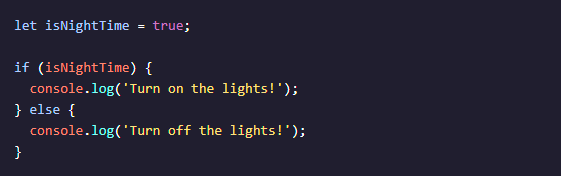 let isNightTime = true;

if (isNightTime) {
  console.log('Turn on the lights!');
} else {
  console.log('Turn off the lights!');
}